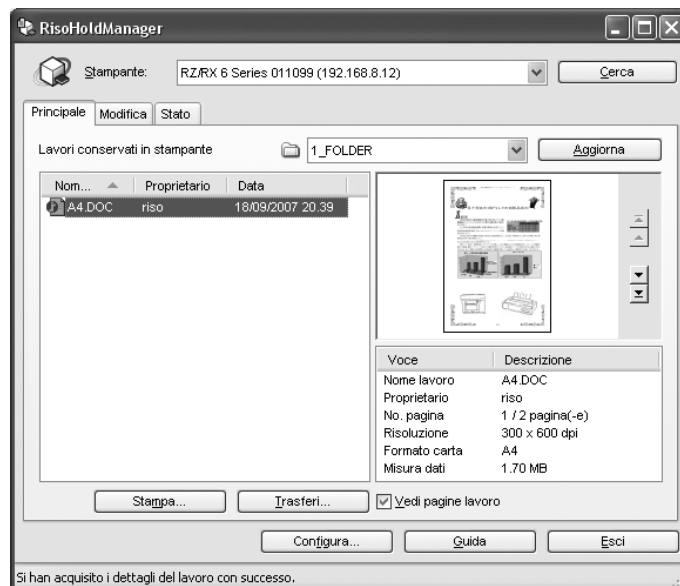 RisoHoldManager
Stampante: RZ/RX 6 Series 011099 (192.168.8.12) Cerca
Principale Modifica Stato
Lavori conservati in stampante 1_FOLDER Aggiorna
Nom... Proprietario Data
A4.DOC riso 18/09/2007 20.39
Voce Descrizione
Nome lavoro A4.DOC
Proprietario riso
No. pagina 1 / 2 pagina(-e)
Risoluzione 300 x 600 dpi
Formato carta A4
Misura dati 1.70 MB
Stampa... Trasferi... Vedi pagine lavoro
Configura... Guida Esci
Si han acquisito i dettagli del lavoro con successo.